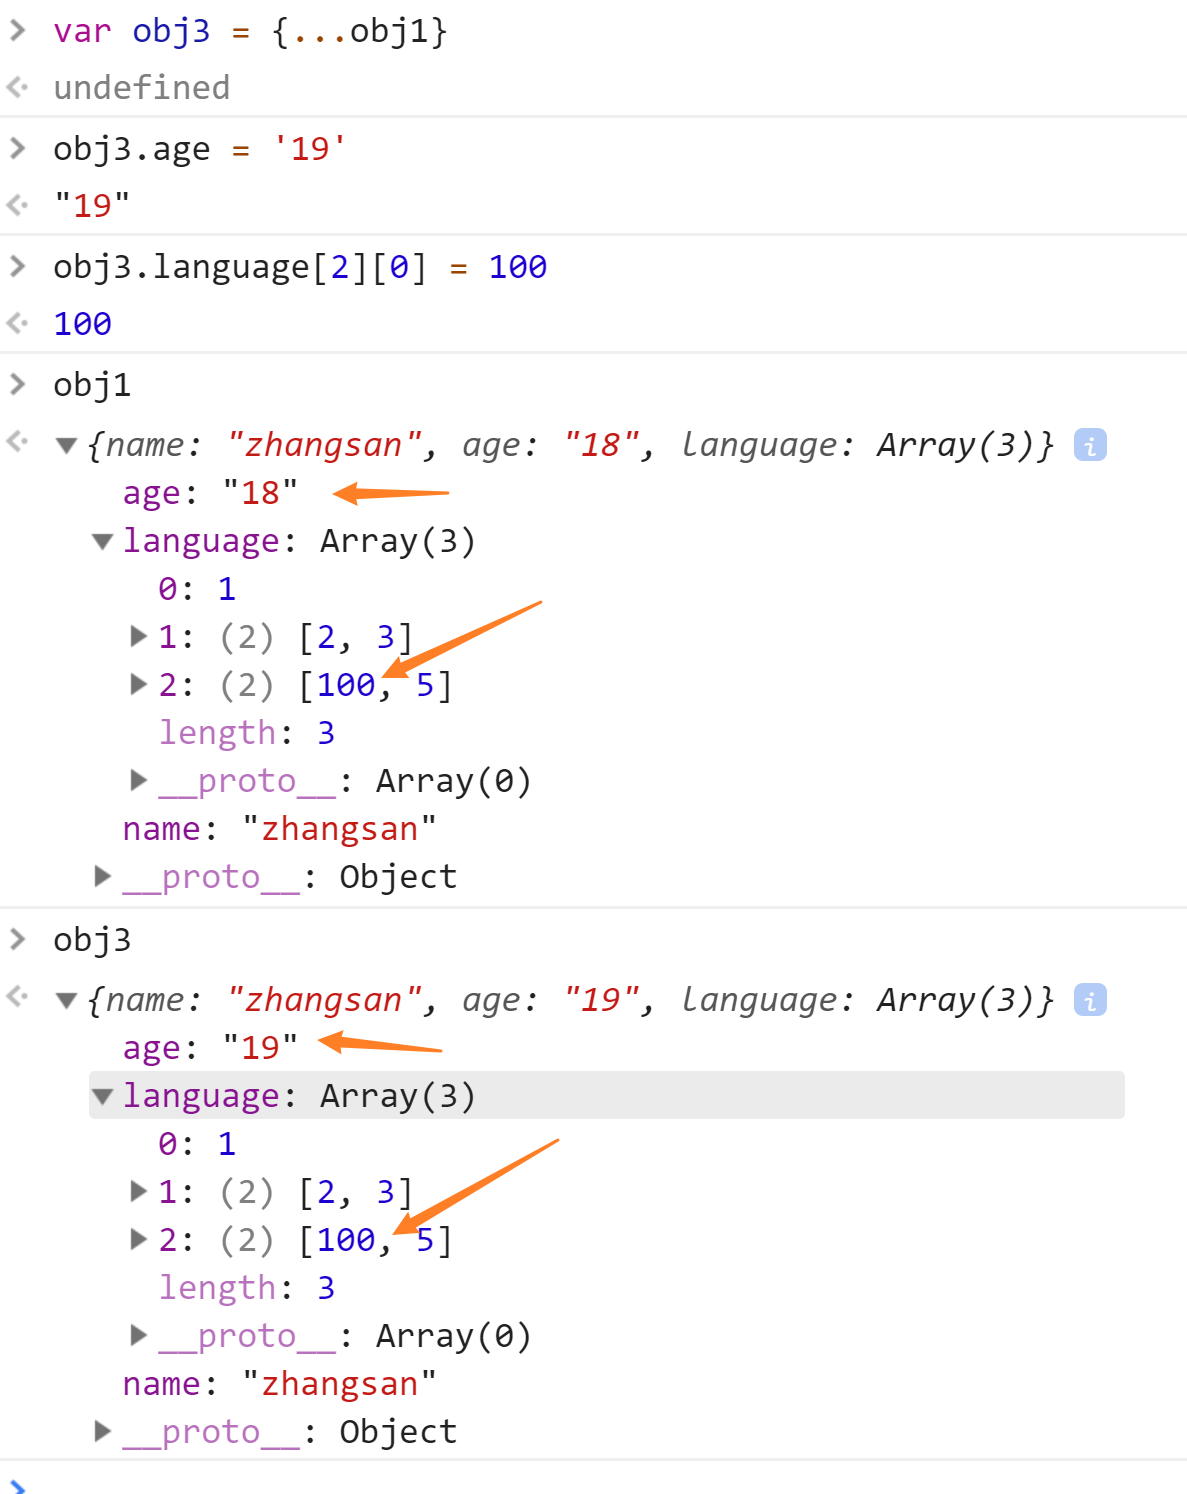 var obj3 = {...obj1}
undefined
obj3.age = '19'
"19"
obj3.language[2][0] = 100
100
obj1
{name: "zhangsan", age: "18", language: Array(3)} i
age: "18"
language: Array(3)
0: 1
1: (2) [2, 3]
2: (2) [100, 5]
length: 3
__proto__: Array(0)
name: "zhangsan"
__proto__: Object
obj3
{name: "zhangsan", age: "19", language: Array(3)} i
age: "19"
language: Array(3)
0: 1
1: (2) [2, 3]
2: (2) [100, 5]
length: 3
__proto__: Array(0)
name: "zhangsan"
__proto__: Object